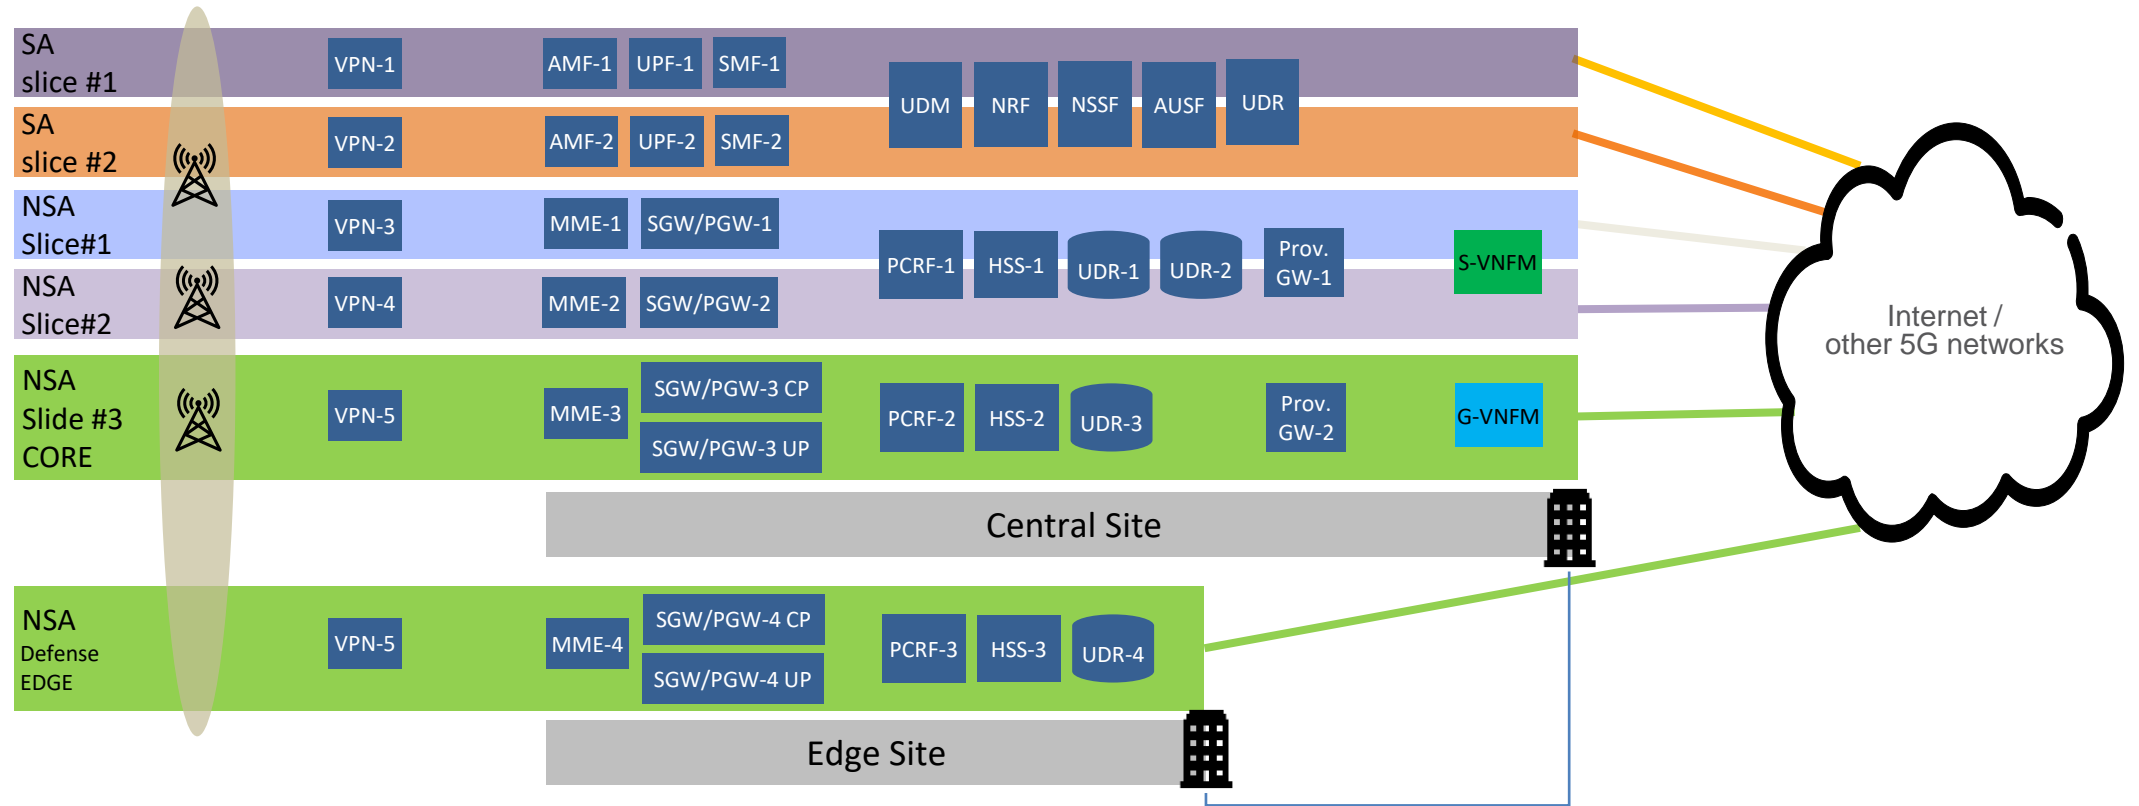 SA
slice #1
VPN-1
AMF-1
UPF-1
SMF-1
SA
slice #2
VPN-2
AMF-2
UPF-2
SMF-2
UDM
NRF
NSSF
AUSF
UDR
NSA
Slice#1
VPN-3
MME-1
SGW/PGW-1
NSA
Slice#2
VPN-4
MME-2
SGW/PGW-2
PCRF-1
HSS-1
UDR-1
UDR-2
Prov.
GW-1
S-VNFM
NSA
Slide #3
CORE
VPN-5
MME-3
SGW/PGW-3 CP
SGW/PGW-3 UP
PCRF-2
HSS-2
UDR-3
Prov.
GW-2
G-VNFM
Internet /
other 5G networks
Central Site
NSA
Defense
EDGE
VPN-5
MME-4
SGW/PGW-4 CP
SGW/PGW-4 UP
PCRF-3
HSS-3
UDR-4
Edge Site